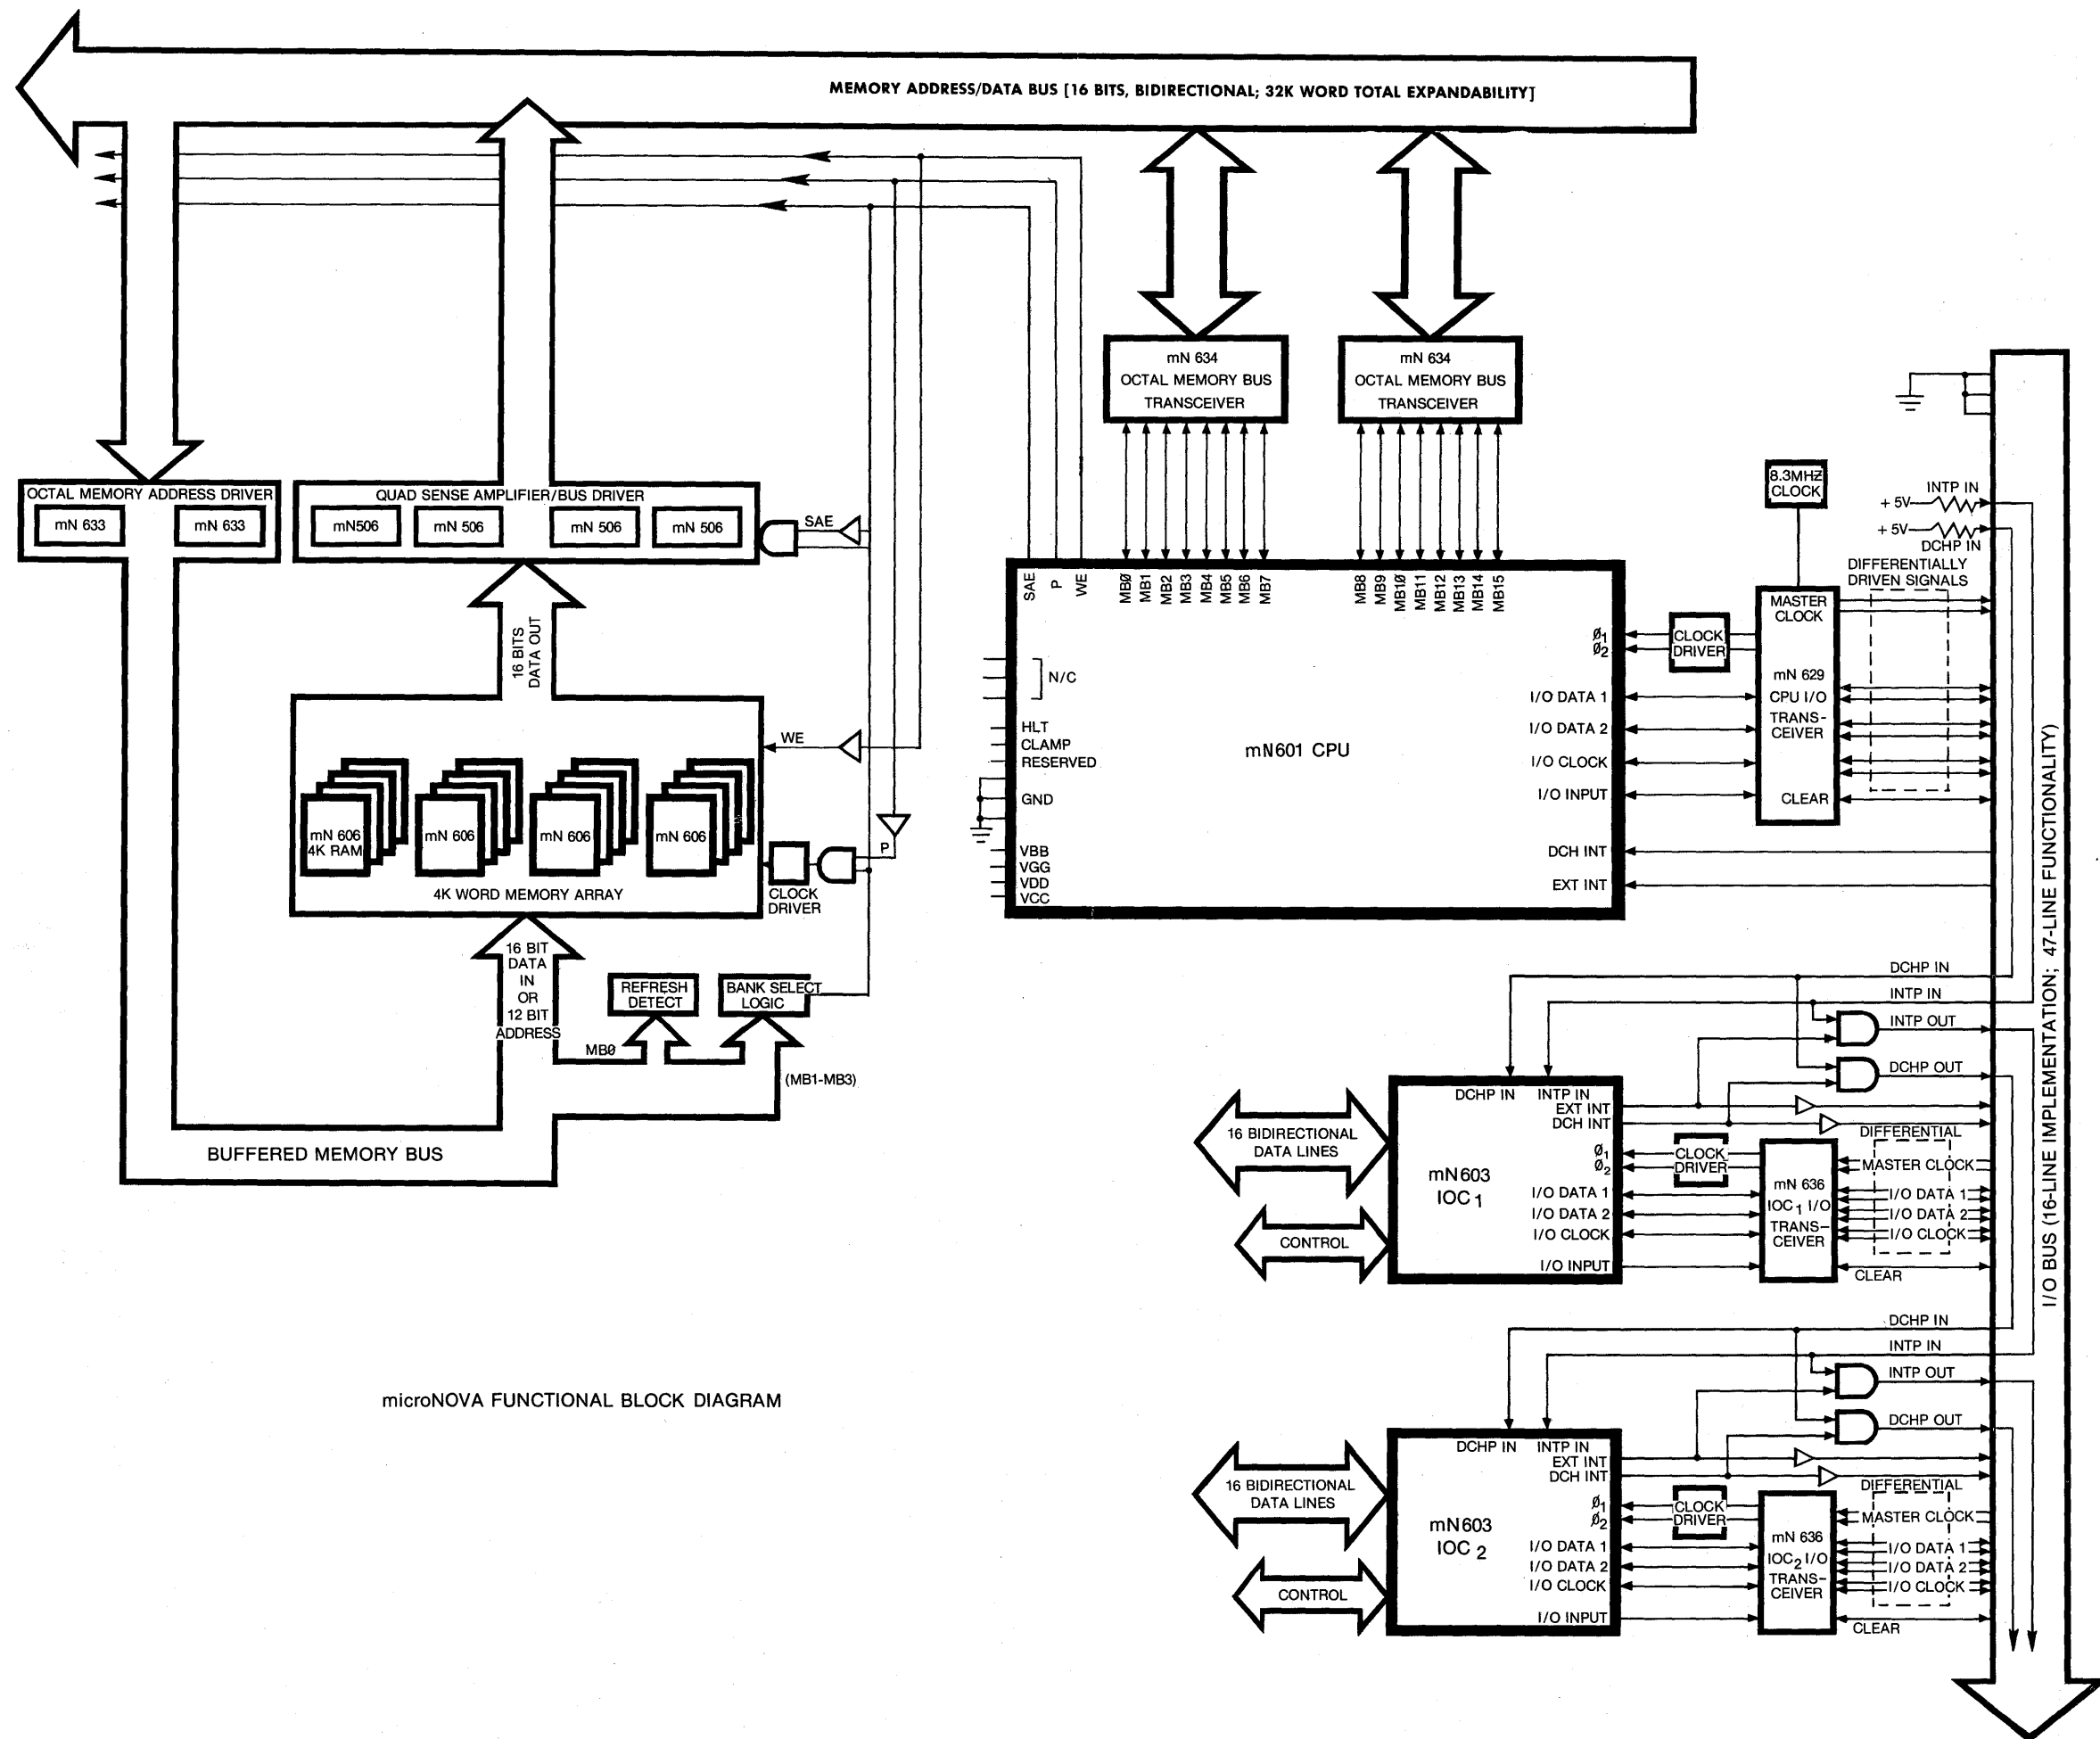 MEMORY ADDRESS/DATA BUS [16 BITS, BIDIRECTIONAL; 32K WORD TOTAL EXPANDABILITY]
mN 634
OCTAL MEMORY BUS
TRANSCEIVER
mN 634
OCTAL MEMORY BUS
TRANSCEIVER
OCTAL MEMORY ADDRESS DRIVER
mN 633
mN 633
QUAD SENSE AMPLIFIER/BUS DRIVER
mN506
mN 506
mN 506
mN 506
SAE
16 BITS
DATA OUT
WE
mN 606
4K RAM
mN 606
mN 606
mN 606
4K WORD MEMORY ARRAY
P
CLOCK
DRIVER
16 BIT
DATA
IN
OR
12 BIT
ADDRESS
REFRESH
DETECT
BANK SELECT
LOGIC
MBØ
(MB1-MB3)
BUFFERED MEMORY BUS
SAE
P
WE
MBØ
MB1
MB2
MB3
MB4
MB5
MB6
MB7
MB8
MB9
MB1Ø
MB11
MB12
MB13
MB14
MB15
N/C
HLT
CLAMP
RESERVED
GND
VBB
VGG
VDD
VCC
mN601 CPU
Ø1
Ø2
I/O DATA 1
I/O DATA 2
I/O CLOCK
I/O INPUT
DCH INT
EXT INT
CLOCK
DRIVER
8.3MHZ
CLOCK
INTP IN
+ 5V
+ 5V
DCHP IN
DIFFERENTIALLY
DRIVEN SIGNALS
MASTER
CLOCK
mN 629
CPU I/O
TRANS-
CEIVER
CLEAR
I/O BUS (16-LINE IMPLEMENTATION; 47-LINE FUNCTIONALITY)
DCHP IN
INTP IN
INTP OUT
DCHP OUT
DCHP IN
INTP IN
EXT INT
DCH INT
16 BIDIRECTIONAL
DATA LINES
CONTROL
mN603
IOC1
Ø1
Ø2
I/O DATA 1
I/O DATA 2
I/O CLOCK
I/O INPUT
CLOCK
DRIVER
mN 636
IOC1 I/O
TRANS-
CEIVER
DIFFERENTIAL
MASTER CLOCK
I/O DATA 1
I/O DATA 2
I/O CLOCK
CLEAR
DCHP IN
INTP IN
INTP OUT
DCHP OUT
DCHP IN
INTP IN
EXT INT
DCH INT
16 BIDIRECTIONAL
DATA LINES
CONTROL
mN603
IOC 2
Ø1
Ø2
I/O DATA 1
I/O DATA 2
I/O CLOCK
I/O INPUT
CLOCK
DRIVER
mN 636
IOC2 I/O
TRANS-
CEIVER
DIFFERENTIAL
MASTER CLOCK
I/O DATA 1
I/O DATA 2
I/O CLOCK
CLEAR
microNOVA FUNCTIONAL BLOCK DIAGRAM